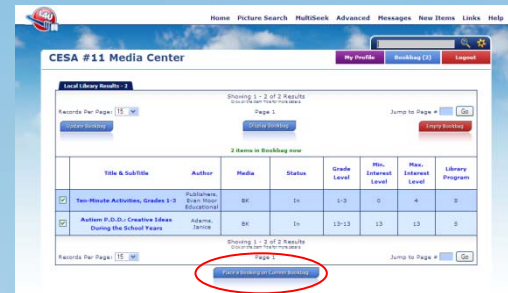 Home Picture Search MultiSeek Advanced Messages New Items Links Help
CESA #11 Media Center
My Profile Bookbag (2) Logout
Local Library Results - 2
Showing 1 - 2 of 2 Results
Records Per Page: 15 Page 1 Jump to Page # Go
Update Bookbag Display Booking Empty Bookbag
2 items in Bookbag now
Title & SubTitle Author Media Status Grade Level Min. Interest Level Max. Interest Level Library Program
Ten-Minute Activities, Grades 1-3 Publishers, Evan Moor Educational BK In 1-3 0 4 0
Autism P.D.D.: Creative Ideas During the School Years Adams, Janice BK In 13-13 13 13 9
Showing 1 - 2 of 2 Results
Records Per Page: 15 Page 1 Jump to Page # Go
Place a Booking on Current Bookbag